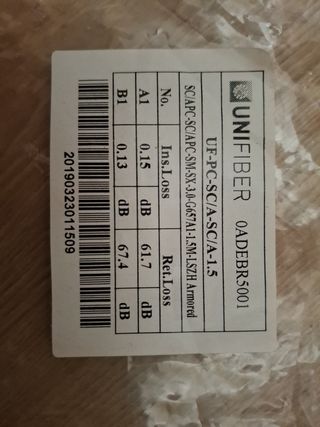 UNIFIBER 0ADEBR5001
UF-PC-SC/A-SC/A-1.5
SC/APC-SC/APC-SM-SX-3.0-G657A1-1.5M-LSZH Armored
No. Ins.Loss Ret.Loss
A1 0.15 dB 61.7 dB
B1 0.13 dB 67.4 dB
20190323011509